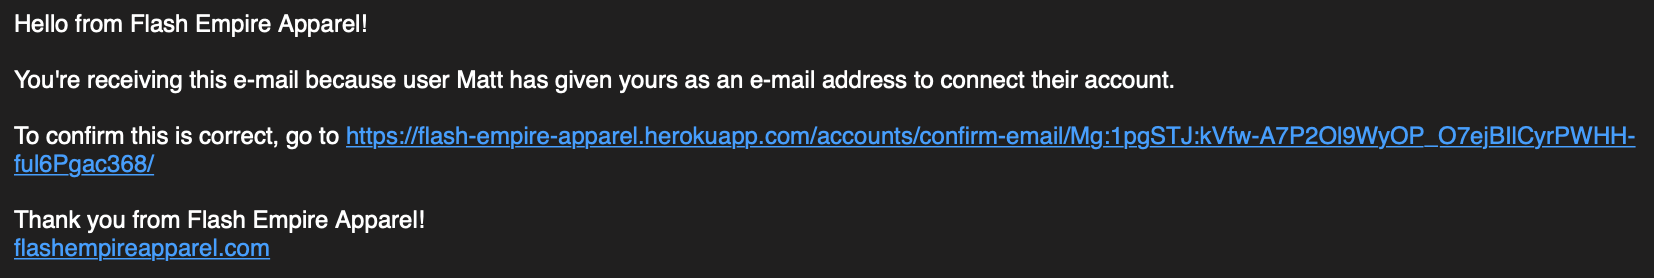 Hello from Flash Empire Apparel!
You're receiving this e-mail because user Matt has given yours as an e-mail address to connect their account.
To confirm this is correct, go to https://flash-empire-apparel.herokuapp.com/accounts/confirm-email/Mg:1pgSTJ:kVfw-A7P2Ol9WyOP_O7ejBIlCyrPWHH-
ful6Pgac368/
Thank you from Flash Empire Apparel!
flashempireapparel.com